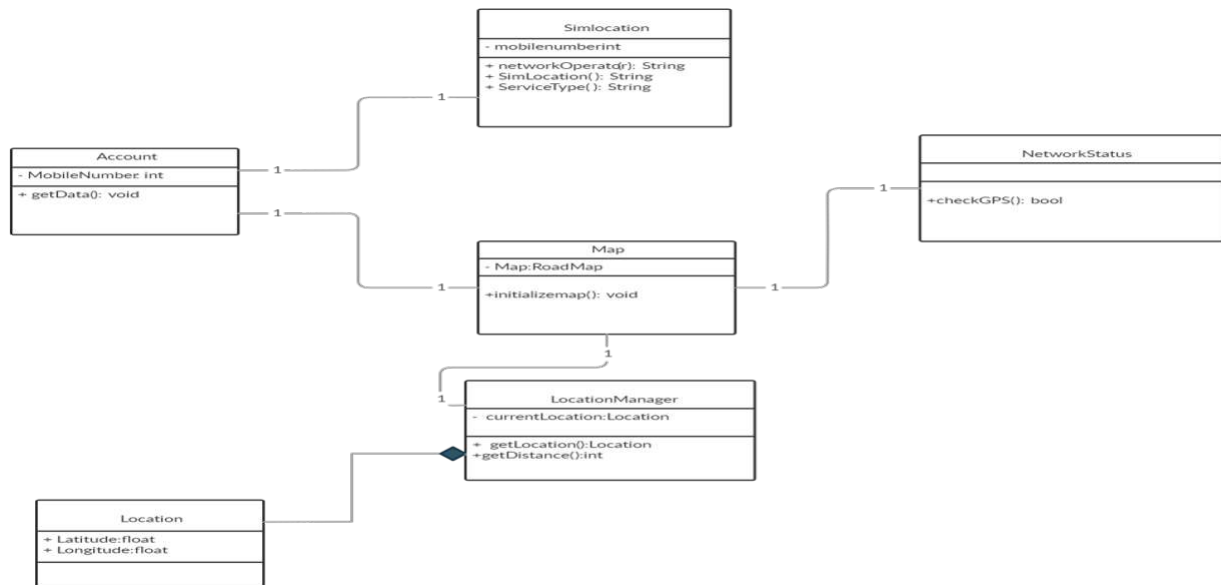 Simlocation
- mobilenumberint
+ networkOperato(r): String
+ SimLocation(): String
+ ServiceType(): String
1
1
Account
- MobileNumber: int
+ getData(): void
1
1
NetworkStatus
+checkGPS(): bool
1
1
Map
- Map:RoadMap
+initializemap(): void
1
1
LocationManager
- currentLocation:Location
+ getLocation():Location
+getDistance():int
Location
+ Latitude:float
+ Longitude:float